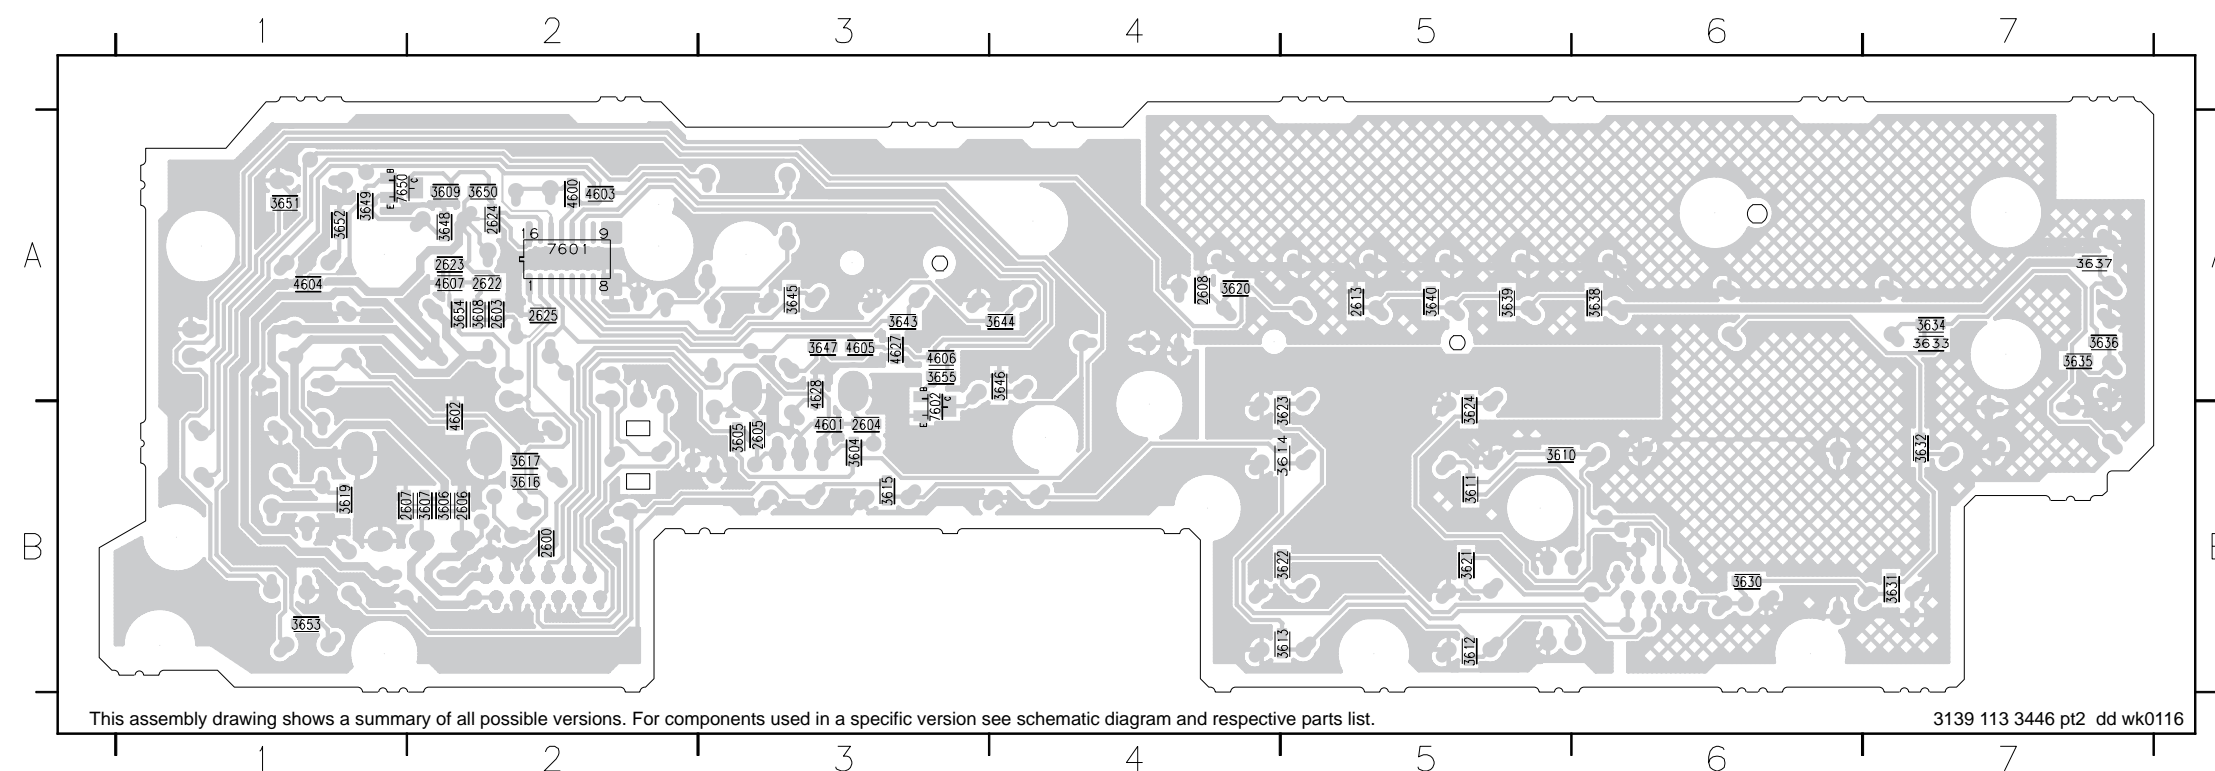 1 2 3 4 5 6 7
3651 3652 3649 B E C 7650 3609 3650 4600 4603
3648 2624 16 9
7601
A
2623
4604 4607 2622 1 8
3654 3608 2603 2625
3645 3643 3644
3647 4605 4627 4606
3655
4628 B E C 7602 3646
2608 3620 2613 3640 3639 3638
3637
3634
3633 3636
3635
4602 3605 2605 4601 2604
3604
3623 3624
3617
3616
3614 3610 3632
3619 2607 3607 3606 2606 3615 3611
B
2600 3622 3621 3630 3631
3653 3613 3612
This assembly drawing shows a summary of all possible versions. For components used in a specific version see schematic diagram and respective parts list.
3139 113 3446 pt2 dd wk0116
1 2 3 4 5 6 7